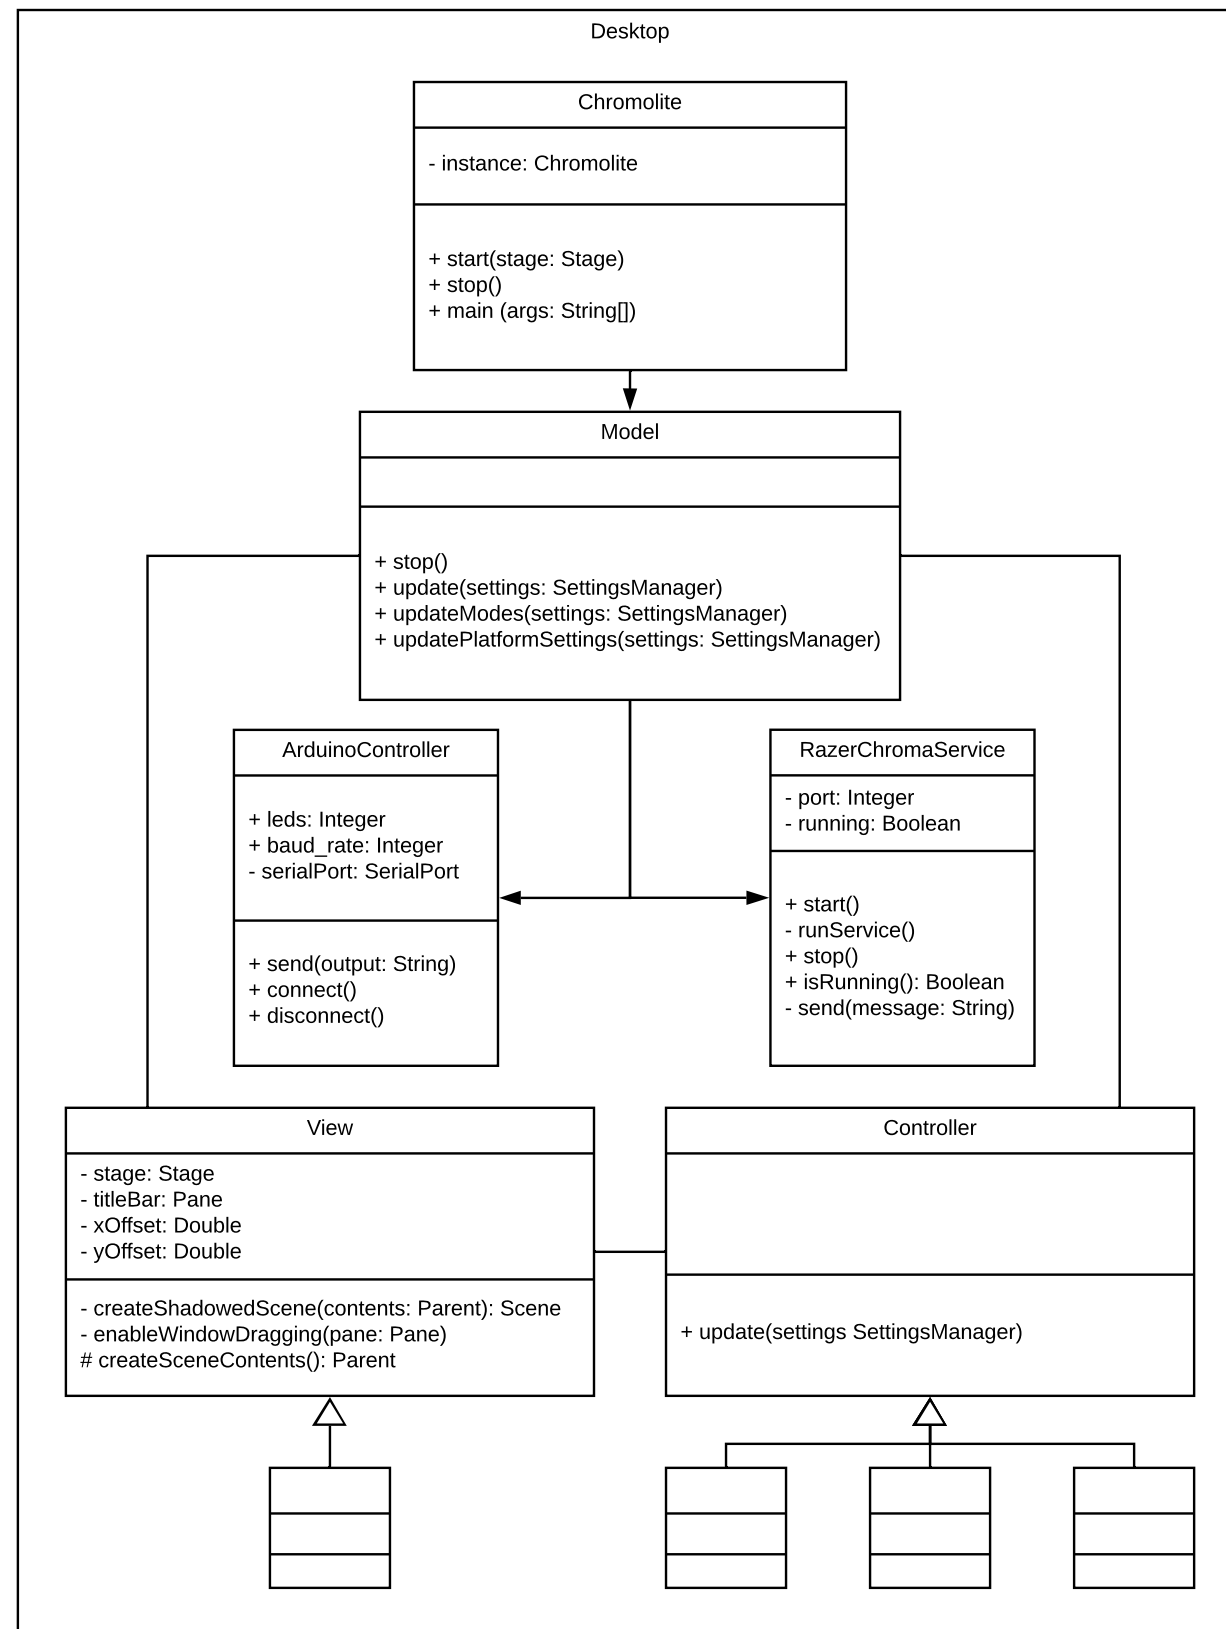 Desktop
Chromolite
- instance: Chromolite
+ start(stage: Stage)
+ stop()
+ main (args: String[])
Model
+ stop()
+ update(settings: SettingsManager)
+ updateModes(settings: SettingsManager)
+ updatePlatformSettings(settings: SettingsManager)
ArduinoController
+ leds: Integer
+ baud_rate: Integer
- serialPort: SerialPort
+ send(output: String)
+ connect()
+ disconnect()
RazerChromaService
- port: Integer
- running: Boolean
+ start()
- runService()
+ stop()
+ isRunning(): Boolean
- send(message: String)
View
- stage: Stage
- titleBar: Pane
- xOffset: Double
- yOffset: Double
- createShadowedScene(contents: Parent): Scene
- enableWindowDragging(pane: Pane)
# createSceneContents(): Parent
Controller
+ update(settings SettingsManager)